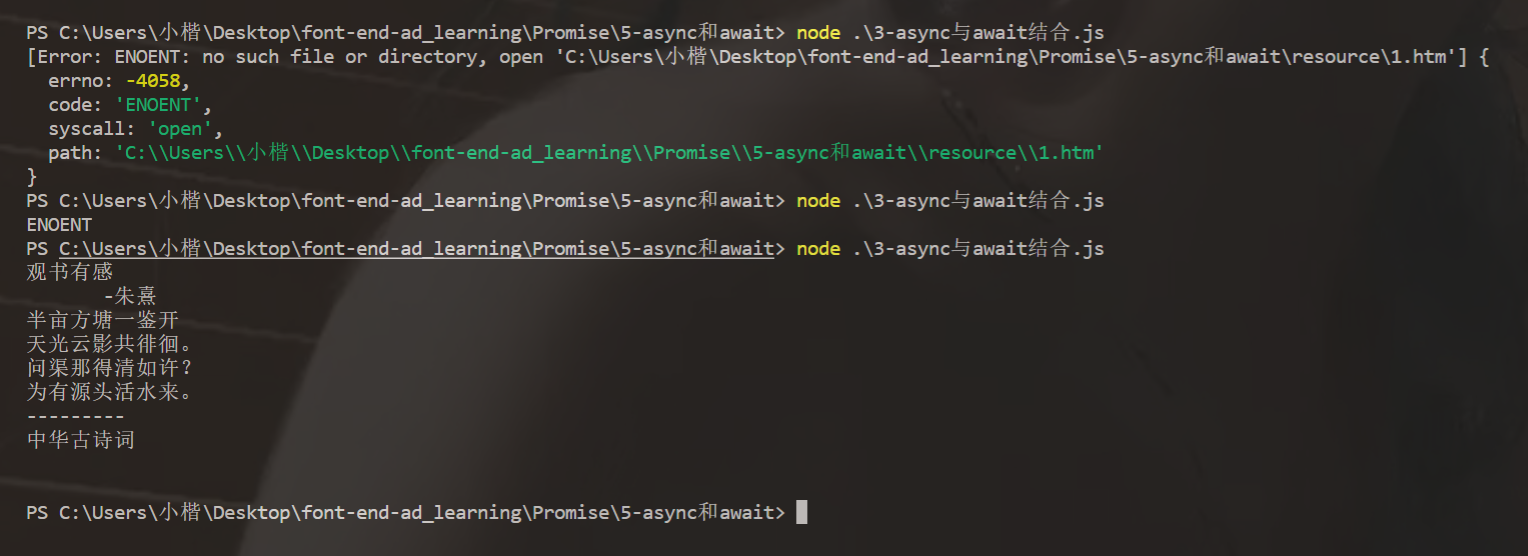 PS C:\Users\小楷\Desktop\font-end-ad_learning\Promise\5-async和await> node .\3-async与await结合.js
[Error: ENOENT: no such file or directory, open 'C:\Users\小楷\Desktop\font-end-ad_learning\Promise\5-async和await\resource\1.htm'] {
  errno: -4058,
  code: 'ENOENT',
  syscall: 'open',
  path: 'C:\\Users\\小楷\\Desktop\\font-end-ad_learning\\Promise\\5-async和await\\resource\\1.htm'
}
PS C:\Users\小楷\Desktop\font-end-ad_learning\Promise\5-async和await> node .\3-async与await结合.js
ENOENT
PS C:\Users\小楷\Desktop\font-end-ad_learning\Promise\5-async和await> node .\3-async与await结合.js
观书有感
       -朱熹
半亩方塘一鉴开
天光云影共徘徊。
问渠那得清如许?
为有源头活水来。
---------
中华古诗词
PS C:\Users\小楷\Desktop\font-end-ad_learning\Promise\5-async和await>